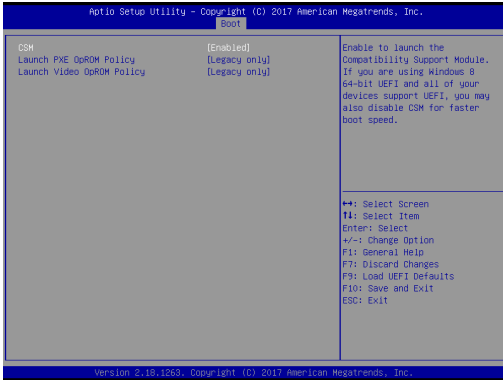 Aptio Setup Utility – Copyright (C) 2017 American Megatrends, Inc.
Boot
CSM [Enabled]
Launch PXE OpROM Policy [Legacy only]
Launch Video OpROM Policy [Legacy only]
Enable to launch the
Compatibility Support Module.
If you are using Windows 8
64-bit UEFI and all of your
devices support UEFI, you may
also disable CSM for faster
boot speed.
↔: Select Screen
↑↓: Select Item
Enter: Select
+/-: Change Option
F1: General Help
F7: Discard Changes
F9: Load UEFI Defaults
F10: Save and Exit
ESC: Exit
Version 2.18.1263. Copyright (C) 2017 American Megatrends, Inc.